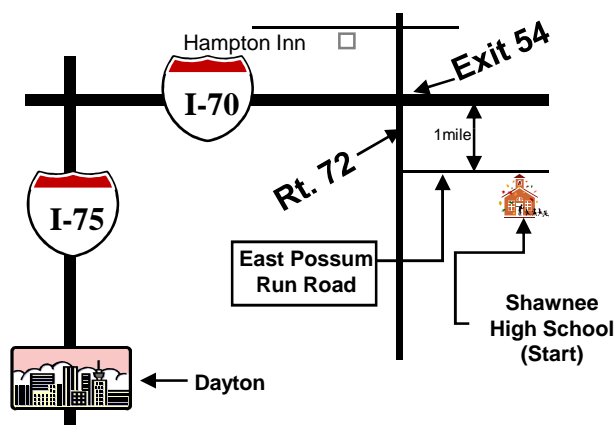 Hampton Inn
Exit 54
I-70
1mile
Rt. 72
I-75
East Possum
Run Road
Shawnee
High School
(Start)
Dayton